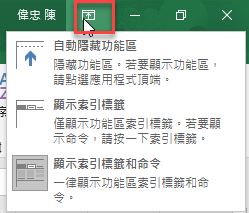 偉忠 陳
自動隱藏功能區
隱藏功能區。若要顯示功能區，
請點選應用程式頂端。
顯示索引標籤
僅顯示功能區索引標籤。若要顯
示命令，請按一下索引標籤。
顯示索引標籤和命令
一律顯示功能區索引標籤和命
令。